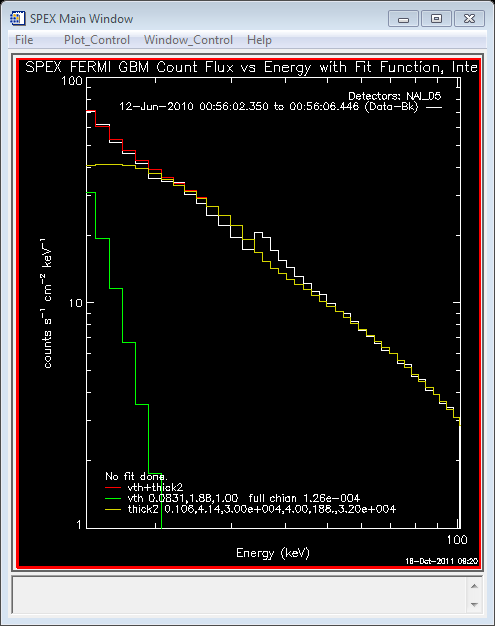 SPEX Main Window
File Plot_Control Window_Control Help
SPEX FERMI GBM Count Flux vs Energy with Fit Function, Inte
100
Detectors: NAI_05
12-Jun-2010 00:56:02.350 to 00:56:06.446 (Data-Bk)
counts s-1 cm-2 keV-1
10
No fit done.
vth+thick2
vth 0.0831,1.88,1.00 full chian 1.26e-004
thick2 0.106,4.14,3.00e+004,4.00,188.,3.20e+004
1
100
Energy (keV)
18-Oct-2011 09:20